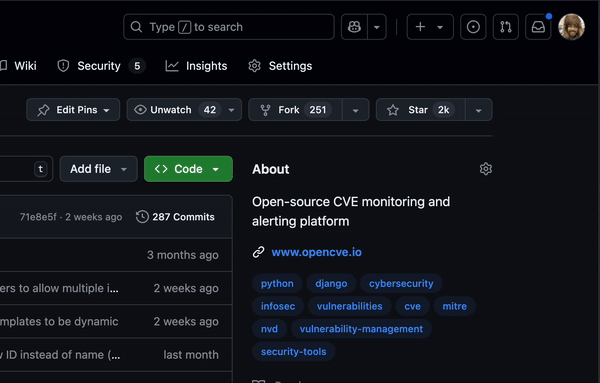 Type / to search
Wiki Security 5 Insights Settings
Edit Pins Unwatch 42 Fork 251 Star 2k
t Add file Code
71e8e5f · 2 weeks ago 287 Commits
3 months ago
ers to allow multiple i... 2 weeks ago
mplates to be dynamic 2 weeks ago
ID instead of name (... last month
About
Open-source CVE monitoring and
alerting platform
www.opencve.io
python django cybersecurity
infosec vulnerabilities cve mitre
nvd vulnerability-management
security-tools